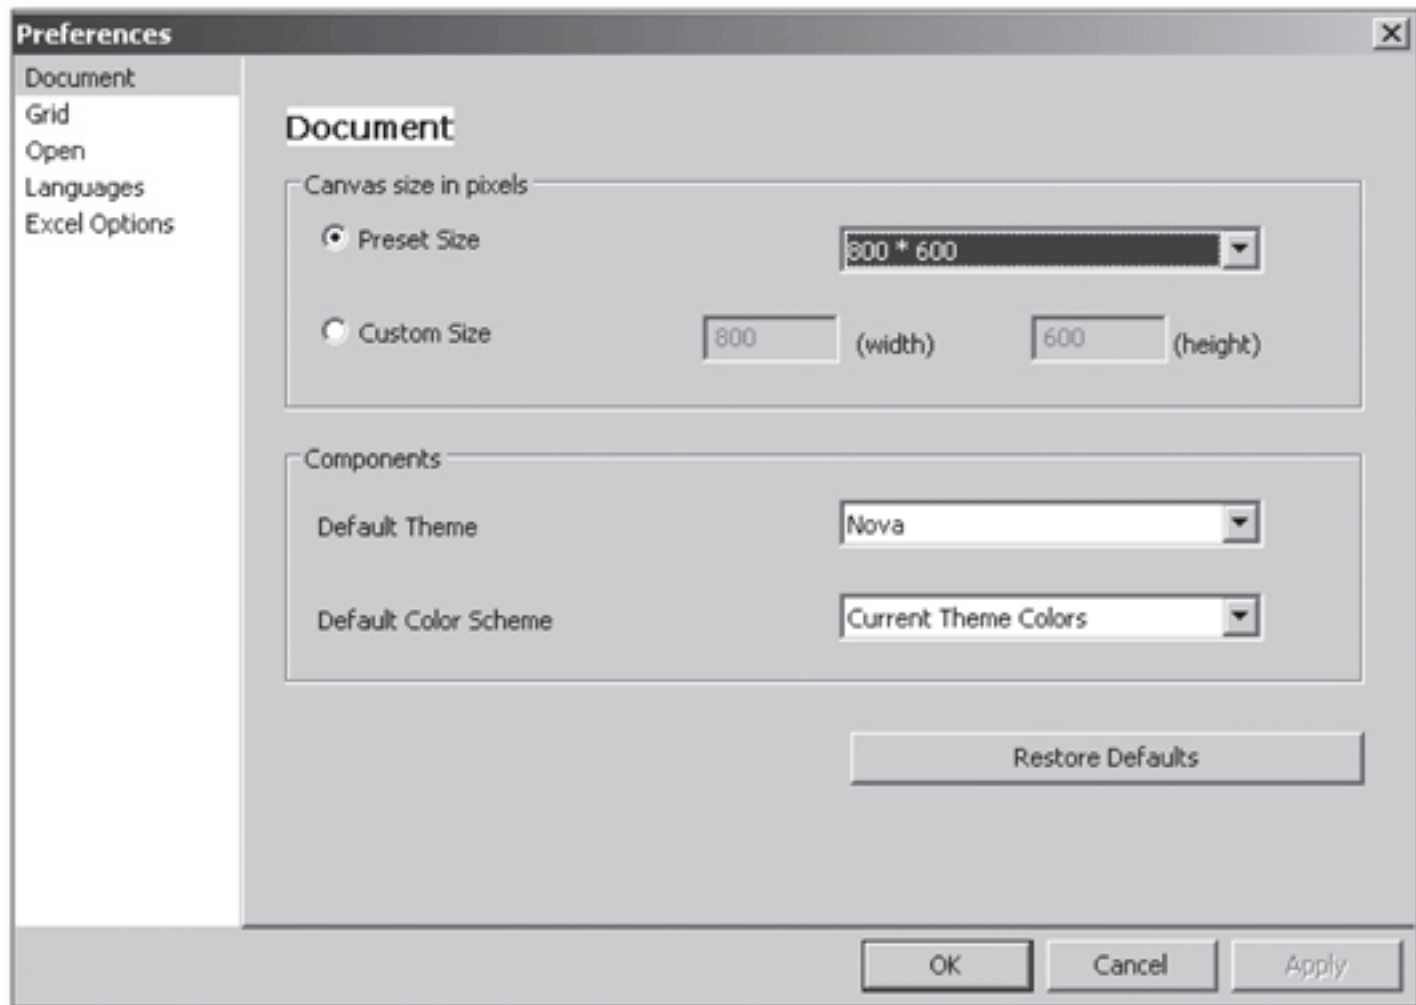 Preferences
Document
Grid
Open
Languages
Excel Options
Document
Canvas size in pixels
Preset Size 800 * 600
Custom Size 800 (width) 600 (height)
Components
Default Theme Nova
Default Color Scheme Current Theme Colors
Restore Defaults
OK Cancel Apply